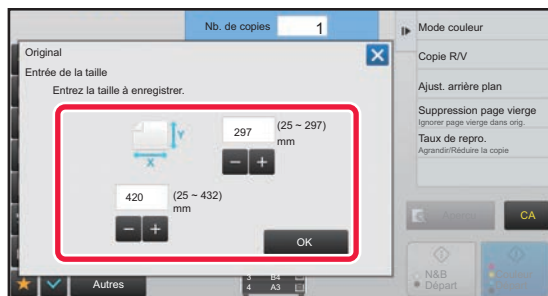 Nb. de copies 1
Original
Entrée de la taille
Entrez la taille à enregistrer.
Y
X
297 (25 ~ 297)
mm
− +
420 (25 ~ 432)
mm
− +
OK
Autres
3 B4
4 A3
Mode couleur
Copie R/V
Ajust. arrière plan
Suppression page vierge
Ignorer page vierge dans orig.
Taux de repro.
Agrandir/Réduire la copie
CA
N&B
Départ